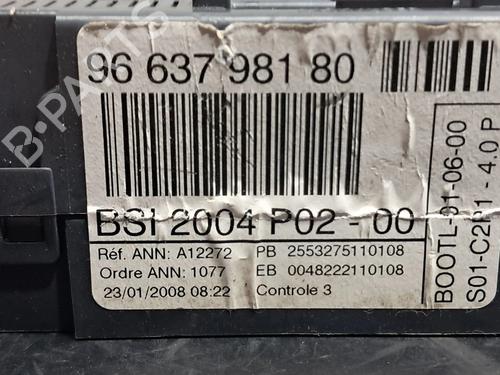 96 637 981 80
BSI 2004 P02 - 00
Réf. ANN: A12272 PB 2553275110108
Ordre ANN: 1077 EB 0048222110108
23/01/2008 08:22 Controle 3
BOOTL-01-06-00
S01-C2P1 - 4.0 P
B-PARTS